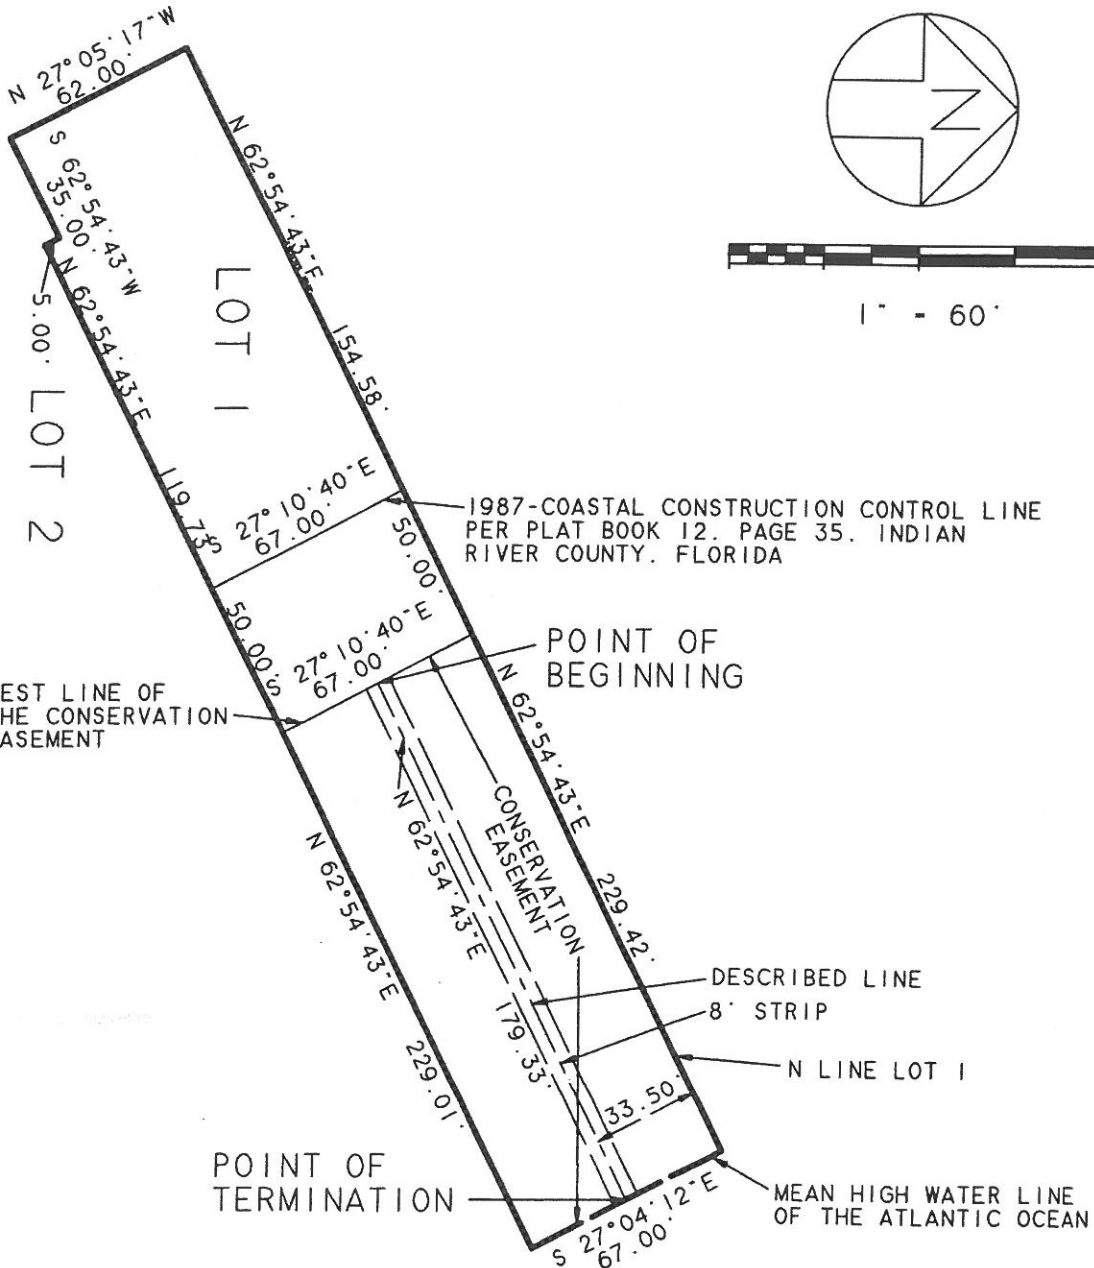 N 27°05'17"W
62.00'
S 62°54'43"W
35.00'
N 62°54'43"E
154.58'
N
1" - 60'
LOT 1
N 62°54'43"E
119.73'
5.00'
LOT 2
S 27°10'40"E
67.00'
1987-COASTAL CONSTRUCTION CONTROL LINE
PER PLAT BOOK 12. PAGE 35. INDIAN
RIVER COUNTY. FLORIDA
50.00'
50.00'
S 27°10'40"E
67.00'
POINT OF
BEGINNING
EST LINE OF
HE CONSERVATION
ASEMENT
N 62°54'43"E
229.42'
CONSERVATION
EASEMENT
N 62°54'43"E
179.33'
N 62°54'43"E
229.01'
DESCRIBED LINE
8' STRIP
N LINE LOT 1
33.50'
POINT OF
TERMINATION
S 27°04'12"E
67.00'
MEAN HIGH WATER LINE
OF THE ATLANTIC OCEAN